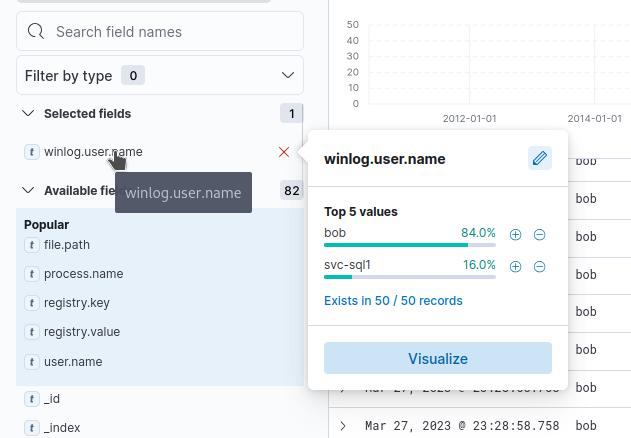 Search field names
Filter by type 0
Selected fields 1
t winlog.user.name
Available 82
winlog.user.name
Popular
t file.path
t process.name
t registry.key
t registry.value
t user.name
t _id
t _index
50
40
30
20
10
0
2012-01-01 2014-01-01
winlog.user.name
Top 5 values
bob 84.0%
svc-sql1 16.0%
Exists in 50 / 50 records
Visualize
bob
bob
bob
bob
bob
bob
bob
Mar 27, 2023 @ 23:28:58.758 bob